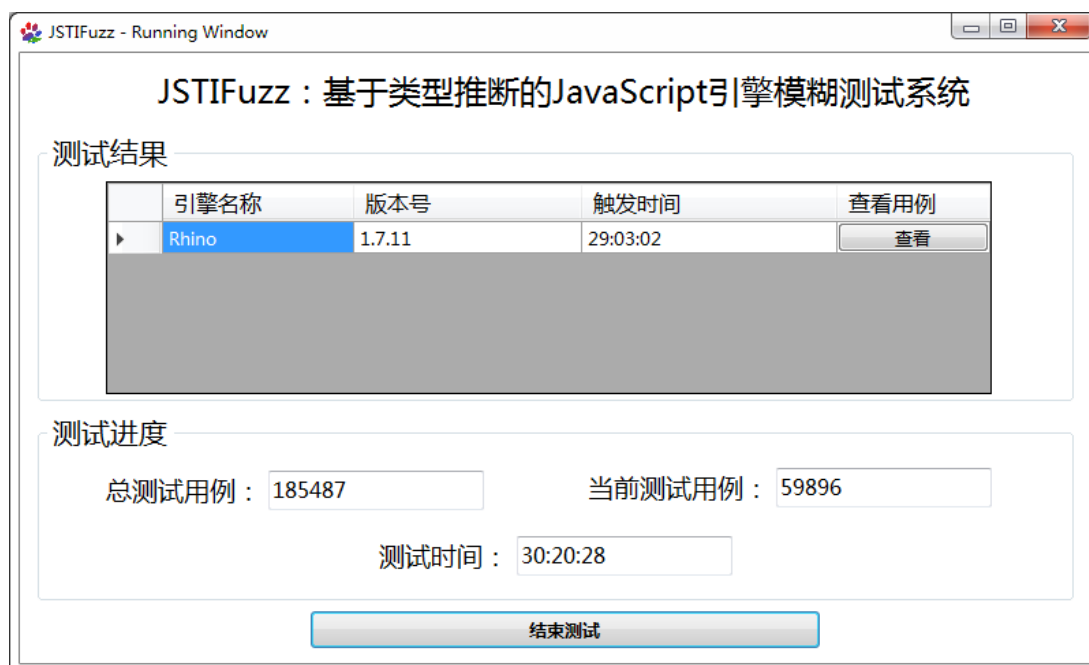 JSTIFuzz - Running Window
JSTIFuzz：基于类型推断的JavaScript引擎模糊测试系统
测试结果
引擎名称 版本号 触发时间 查看用例
Rhino 1.7.11 29:03:02 查看
测试进度
总测试用例： 185487 当前测试用例： 59896
测试时间： 30:20:28
结束测试